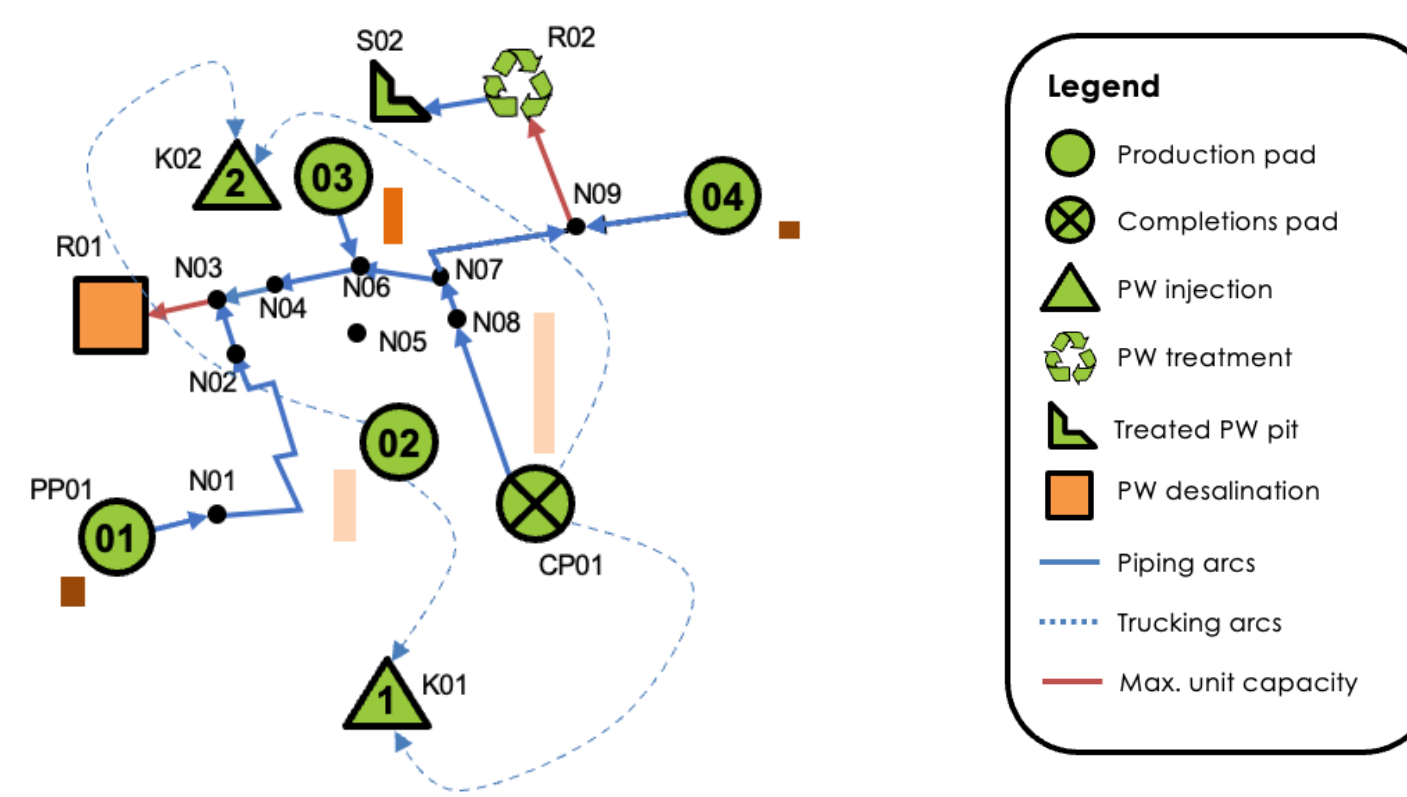 S02
R02
K02
2
03
N09
04
R01
N03
N07
N06
N04
N08
N05
N02
02
PP01
N01
01
CP01
K01
1
Legend
Production pad
Completions pad
PW injection
PW treatment
Treated PW pit
PW desalination
Piping arcs
Trucking arcs
Max. unit capacity